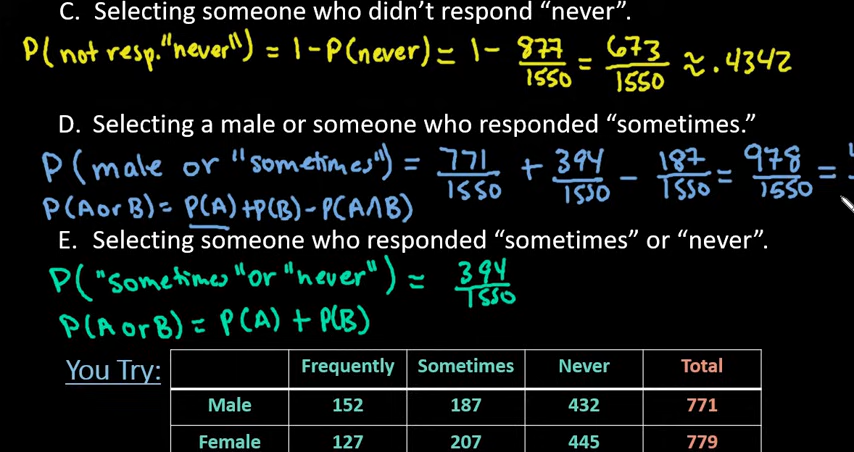 C. Selecting someone who didn't respond "never".
P(not resp."never") = 1-P(never) = 1 - 877/1550 = 673/1550 ≈ .4342
D. Selecting a male or someone who responded "sometimes."
P(male or "sometimes") = 771/1550 + 394/1550 - 187/1550 = 978/1550 =
P(A or B) = P(A)+P(B)-P(A∧B)
E. Selecting someone who responded "sometimes" or "never".
P("sometimes" or "never") = 394/1550
P(A or B) = P(A) + P(B)
You Try:
Frequently Sometimes Never Total
Male 152 187 432 771
Female 127 207 445 779